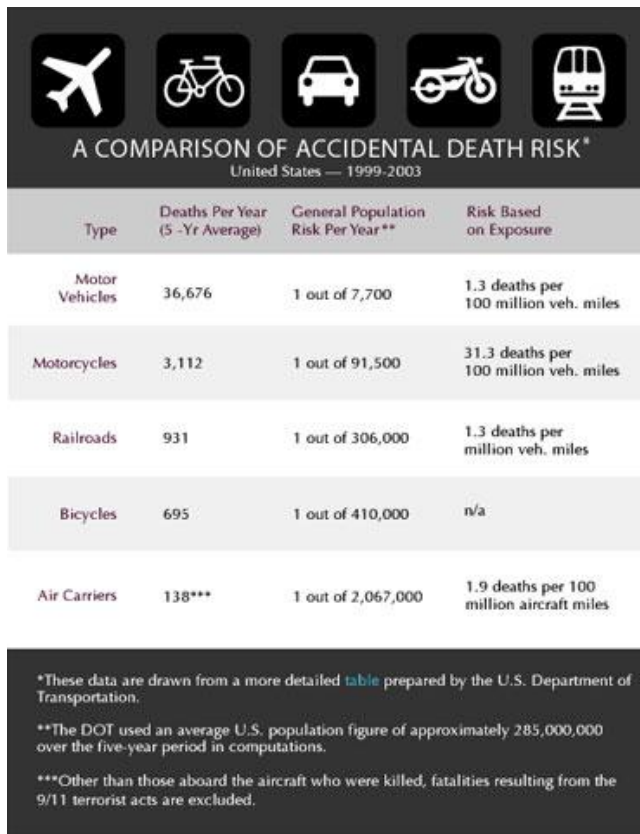 A COMPARISON OF ACCIDENTAL DEATH RISK*
United States — 1999-2003
Type
Deaths Per Year
(5 -Yr Average)
General Population
Risk Per Year**
Risk Based
on Exposure
Motor
Vehicles
36,676
1 out of 7,700
1.3 deaths per
100 million veh. miles
Motorcycles
3,112
1 out of 91,500
31.3 deaths per
100 million veh. miles
Railroads
931
1 out of 306,000
1.3 deaths per
million veh. miles
Bicycles
695
1 out of 410,000
n/a
Air Carriers
138***
1 out of 2,067,000
1.9 deaths per 100
million aircraft miles
*These data are drawn from a more detailed table prepared by the U.S. Department of
Transportation.
**The DOT used an average U.S. population figure of approximately 285,000,000
over the five-year period in computations.
***Other than those aboard the aircraft who were killed, fatalities resulting from the
9/11 terrorist acts are excluded.